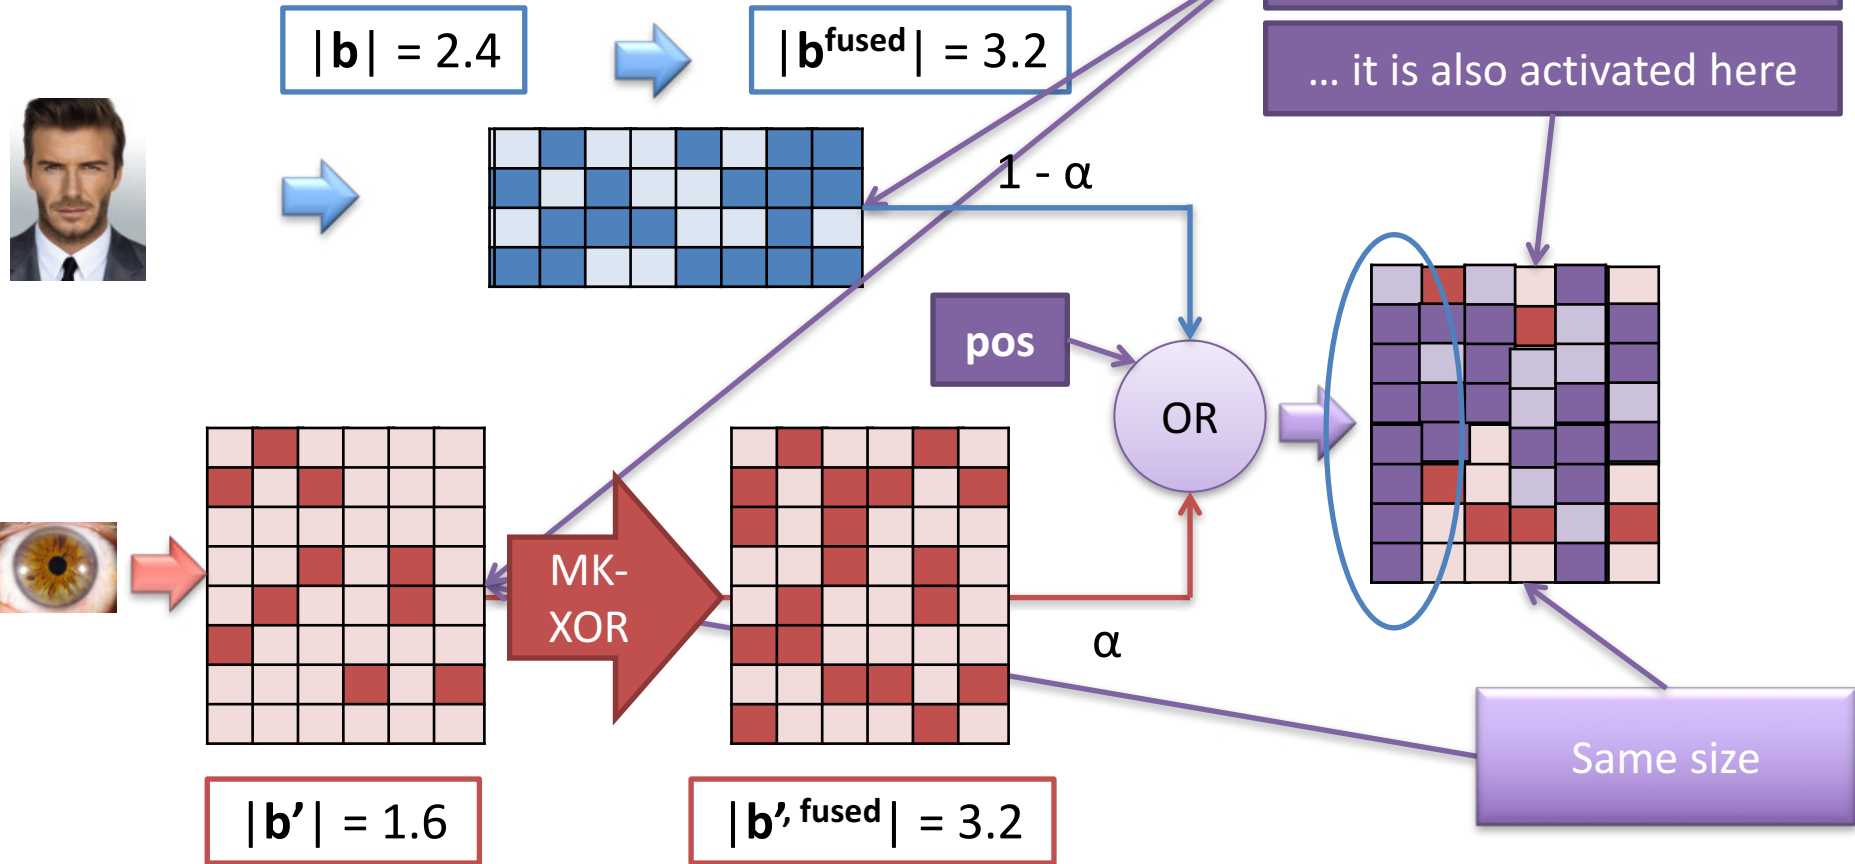 |b| = 2.4
|b^fused| = 3.2
... it is also activated here
1 - α
pos
OR
MK-
XOR
α
Same size
|b’| = 1.6
|b’, fused| = 3.2